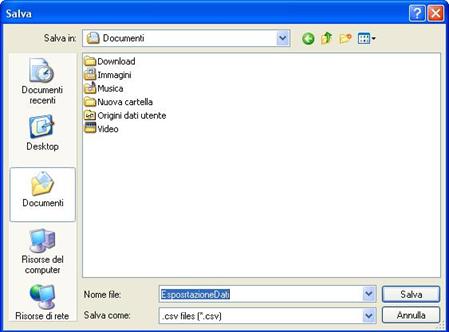 Salva
Salva in:
Documenti
Documenti recenti
Desktop
Documenti
Risorse del computer
Risorse di rete
Download
Immagini
Musica
Nuova cartella
Origini dati utente
Video
Nome file:
EspositazioneDati
Salva
Salva come:
.csv files (*.csv)
Annulla